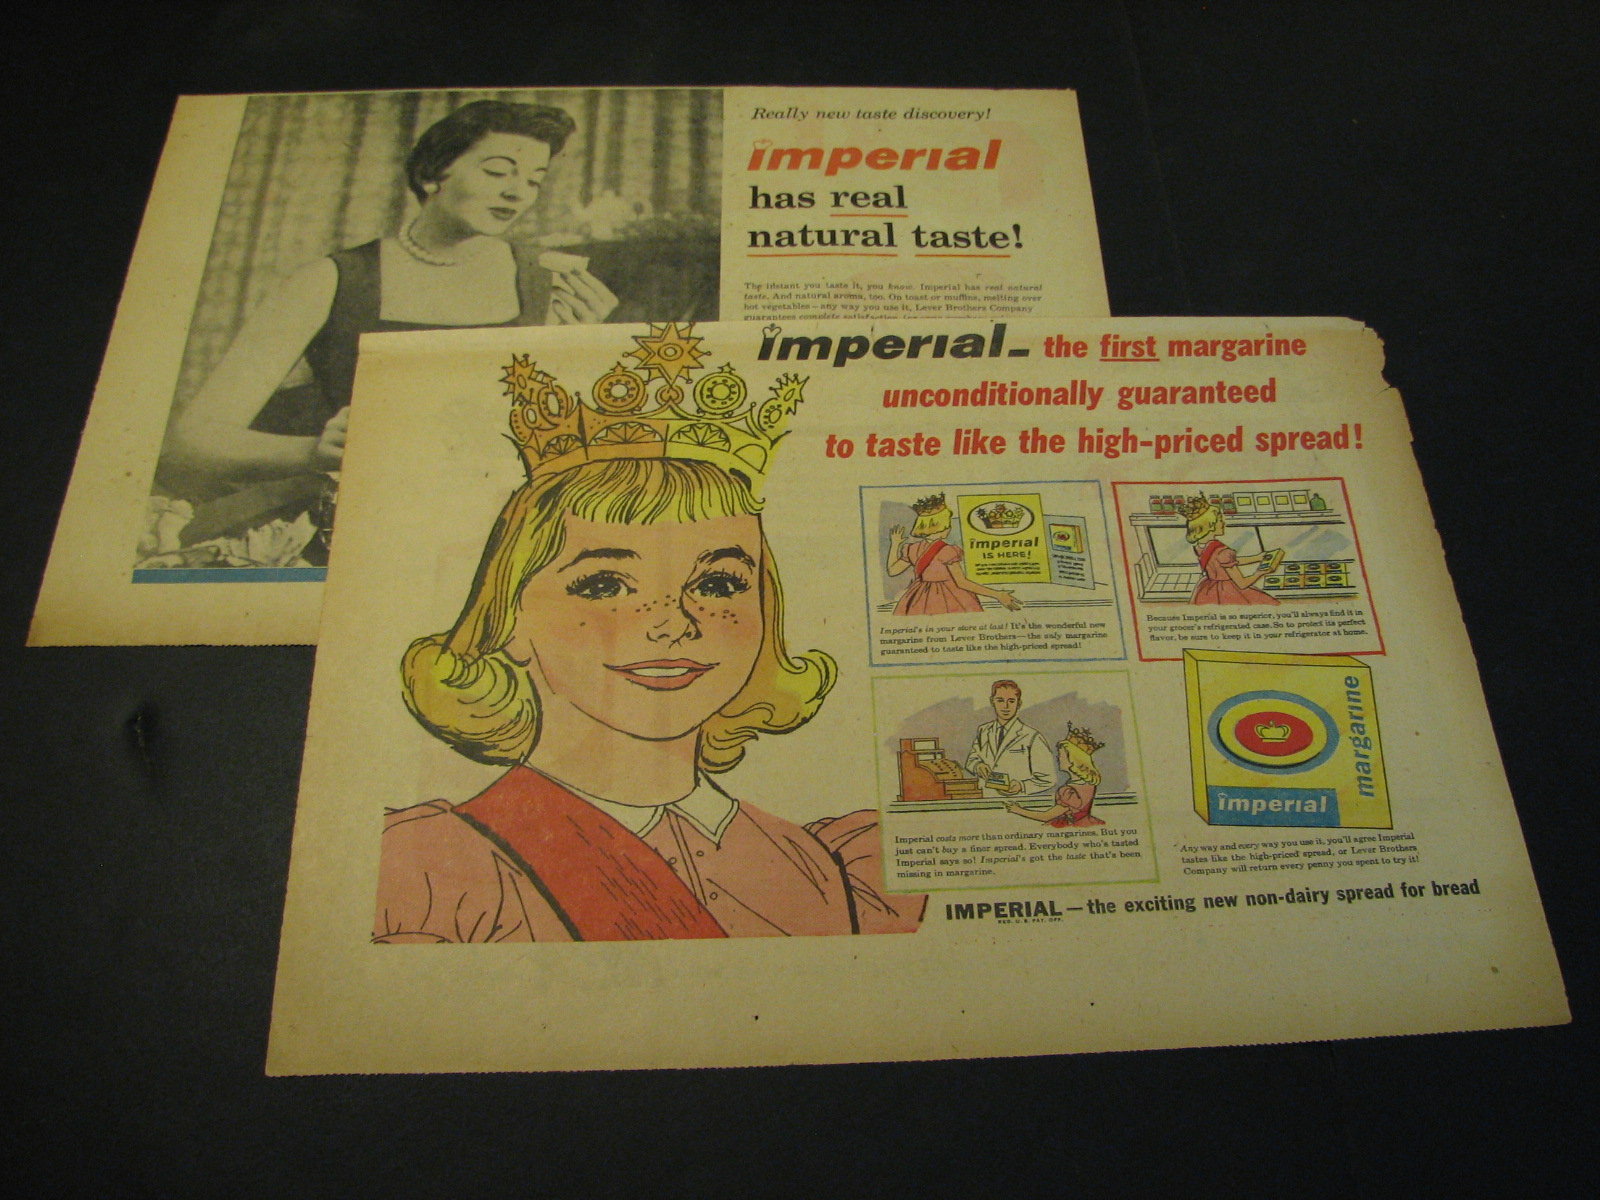 Really new taste discovery!
imperial
has real
natural taste!
The instant you taste it, you know. Imperial has real natural
taste. And natural aroma, too. On toast or muffins, melting over
hot vegetables — any way you use it, Lever Brothers Company
guarantees complete satisfaction
imperial — the first margarine
unconditionally guaranteed
to taste like the high-priced spread!
imperial
IS HERE!
Imperial's in your store at last! It's the wonderful new
margarine from Lever Brothers—the only margarine
guaranteed to taste like the high-priced spread!
Because Imperial is so superior, you'll always find it in
your grocer's refrigerated case. So to protect its perfect
flavor, be sure to keep it in your refrigerator at home.
Imperial costs more than ordinary margarines. But you
just can't buy a finer spread. Everybody who's tasted
Imperial says so! Imperial's got the taste that's been
missing in margarine.
margarine
imperial
Any way and every way you use it, you'll agree Imperial
tastes like the high-priced spread, or Lever Brothers
Company will return every penny you spent to try it!
IMPERIAL — the exciting new non-dairy spread for bread
REG. U. S. PAT. OFF.